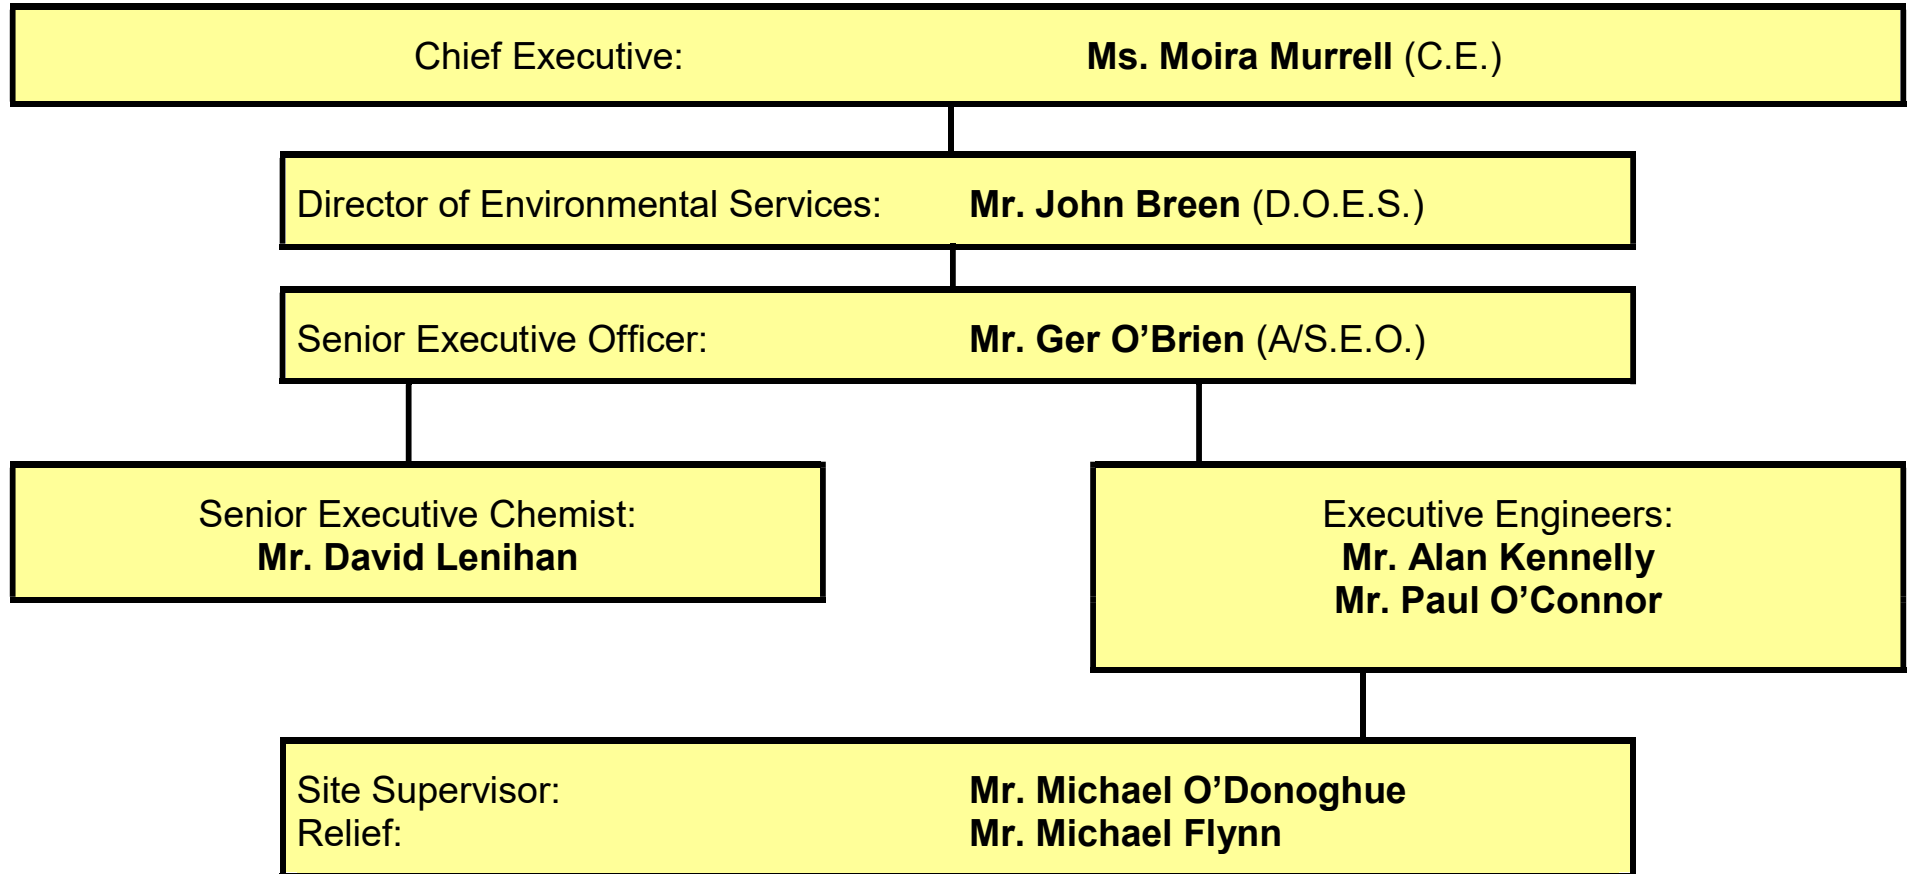 Chief Executive: Ms. Moira Murrell (C.E.)
Director of Environmental Services: Mr. John Breen (D.O.E.S.)
Senior Executive Officer: Mr. Ger O’Brien (A/S.E.O.)
Senior Executive Chemist:
Mr. David Lenihan
Executive Engineers:
Mr. Alan Kennelly
Mr. Paul O’Connor
Site Supervisor: Mr. Michael O’Donoghue
Relief: Mr. Michael Flynn